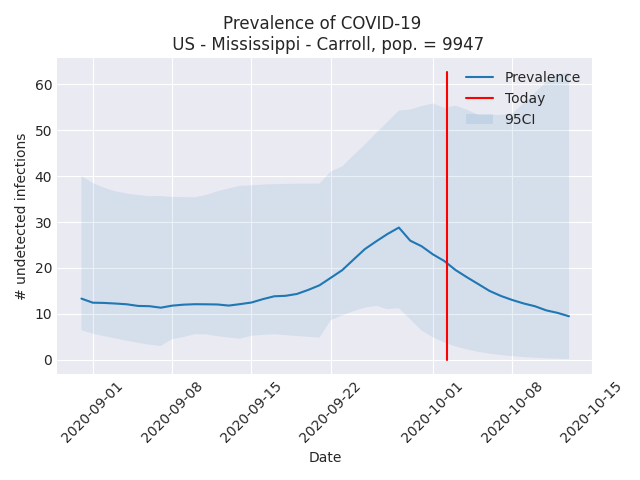 Prevalence of COVID-19
US - Mississippi - Carroll, pop. = 9947
Prevalence
Today
95CI
60
50
40
30
20
10
0
# undetected infections
2020-09-01
2020-09-08
2020-09-15
2020-09-22
2020-10-01
2020-10-08
2020-10-15
Date